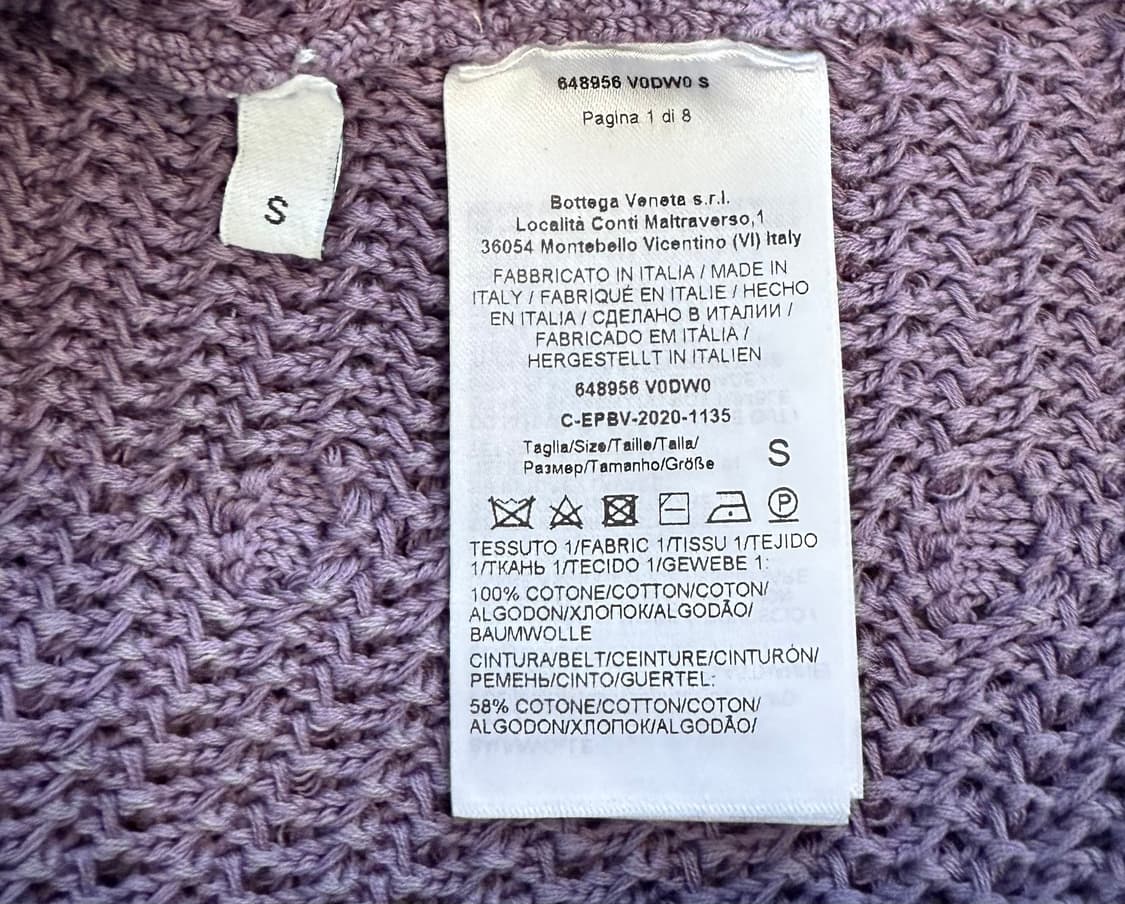 S
648956 V0DW0 S
Pagina 1 di 8
Bottega Veneta s.r.l.
Località Conti Maltraverso,1
36054 Montebello Vicentino (VI) Italy
FABBRICATO IN ITALIA / MADE IN
ITALY / FABRIQUÉ EN ITALIE / HECHO
EN ITALIA / СДЕЛАНО В ИТАЛИИ /
FABRICADO EM ITÁLIA /
HERGESTELLT IN ITALIEN
648956 V0DW0
C-EPBV-2020-1135
Taglia/Size/Taille/Talla/
Размер/Tamanho/Größe S
P
TESSUTO 1/FABRIC 1/TISSU 1/TEJIDO
1/ТКАНЬ 1/TECIDO 1/GEWEBE 1:
100% COTONE/COTTON/COTON/
ALGODON/ХЛОПОК/ALGODÃO/
BAUMWOLLE
CINTURA/BELT/CEINTURE/CINTURÓN/
РЕМЕНЬ/CINTO/GUERTEL:
58% COTONE/COTTON/COTON/
ALGODON/ХЛОПОК/ALGODÃO/